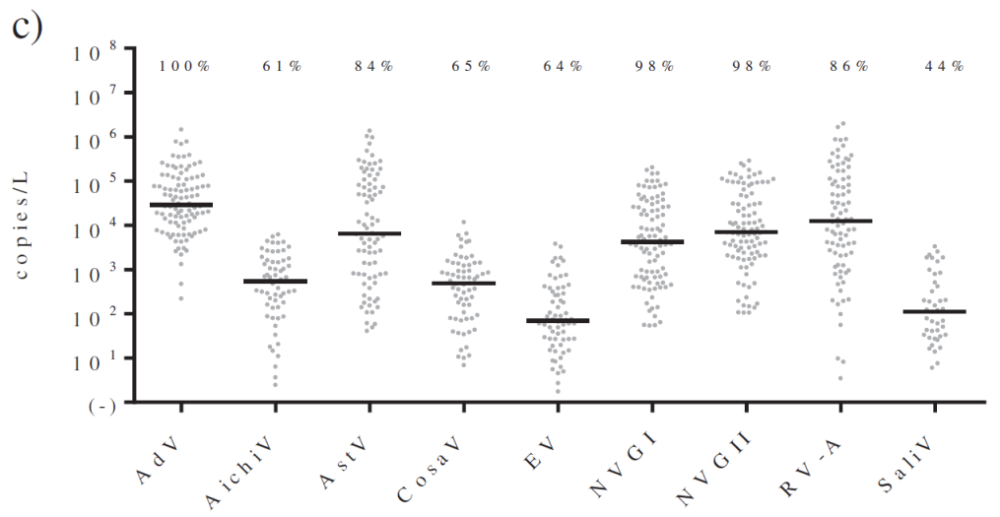 c)
10^8
100% 61% 84% 65% 64% 98% 98% 86% 44%
10^7
10^6
10^5
10^4
10^3
10^2
10^1
(-)
copies/L
AdV AichiV AstV CosaV EV NVGI NVGII RV-A SaliV